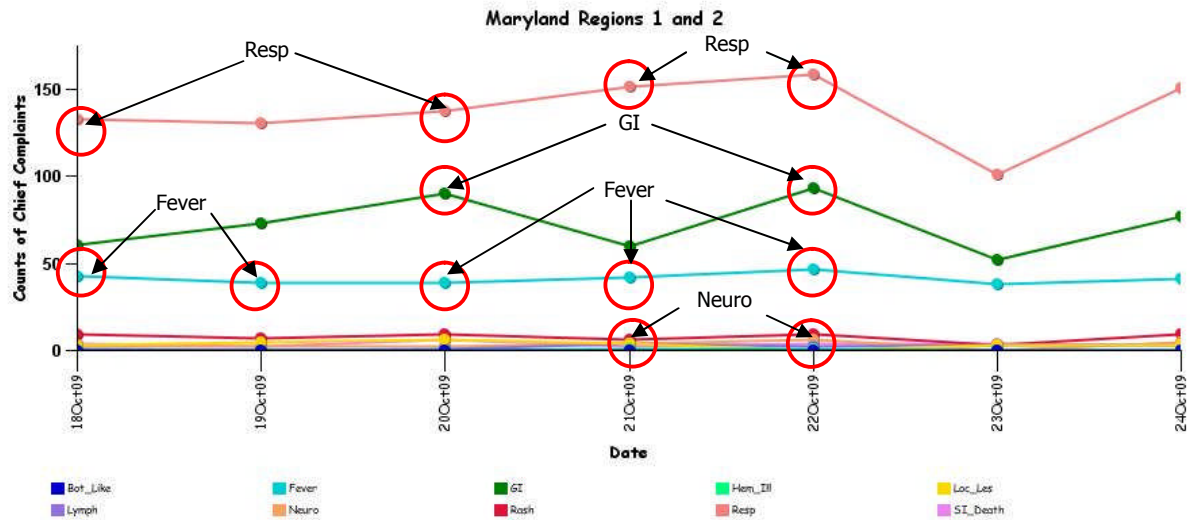 Maryland Regions 1 and 2
Resp
Resp
GI
Fever
Fever
Neuro
Counts of Chief Complaints
150
100
50
0
18Oct09
19Oct09
20Oct09
21Oct09
22Oct09
23Oct09
24Oct09
Date
Bot_Like
Fever
GI
Hem_Ill
Loc_Les
Lymph
Neuro
Rash
Resp
SI_Death